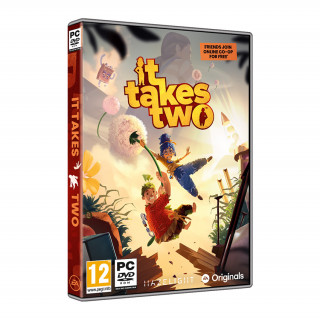 PC
DVD
IT TAKES
TWO
EA
FRIENDS JOIN
ONLINE CO-OP
FOR FREE
it
takes
two
12
www.pegi.info
PC
DVD
ROM
HAZELIGHT
EA Originals